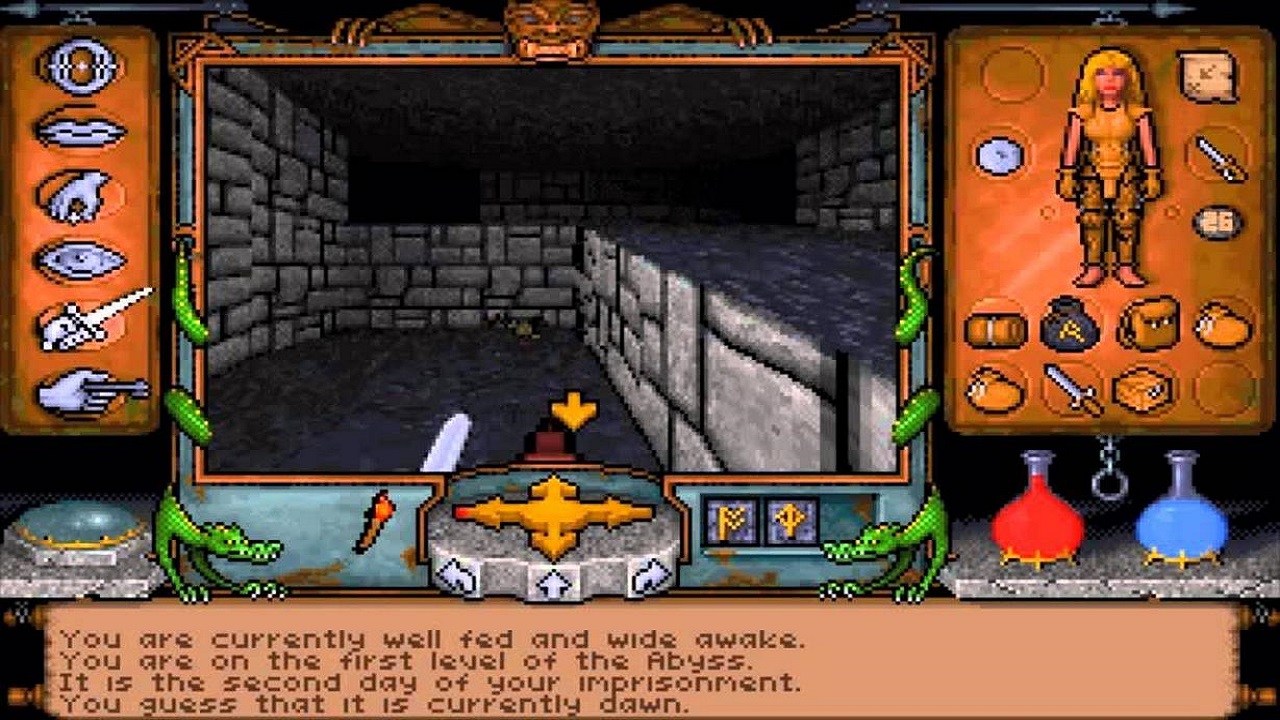 26
You are currently well fed and wide awake.
You are on the first level of the Abyss.
It is the second day of your imprisonment.
You guess that it is currently dawn.